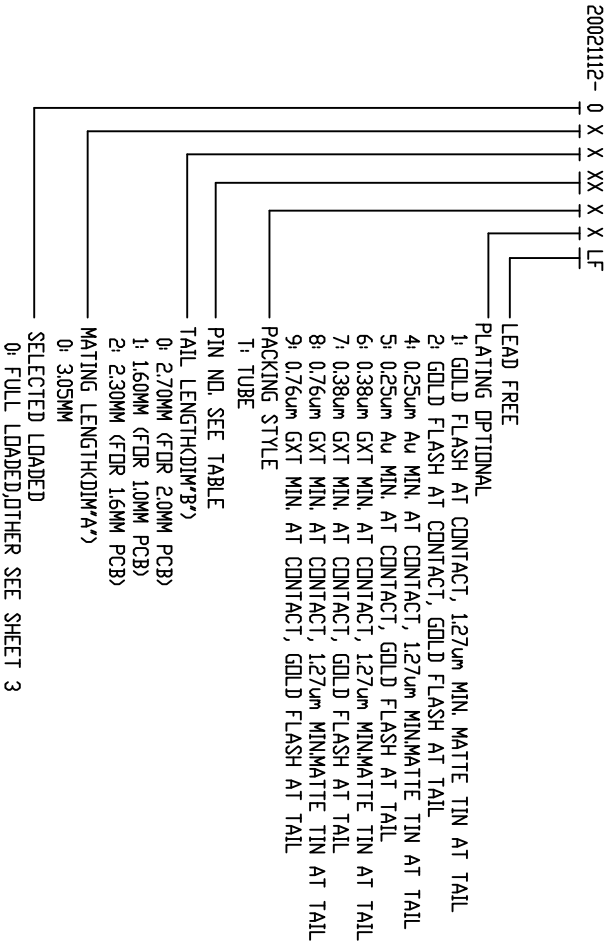 20021112- 0 X X XX X X LF
LEAD FREE
PLATING OPTIONAL
1: GOLD FLASH AT CONTACT, 1.27um MIN. MATTE TIN AT TAIL
2: GOLD FLASH AT CONTACT, GOLD FLASH AT TAIL
4: 0.25um Au MIN. AT CONTACT, 1.27um MIN.MATTE TIN AT TAIL
5: 0.25um Au MIN. AT CONTACT, GOLD FLASH AT TAIL
6: 0.38um GXT MIN. AT CONTACT, 1.27um MIN.MATTE TIN AT TAIL
7: 0.38um GXT MIN. AT CONTACT, GOLD FLASH AT TAIL
8: 0.76um GXT MIN. AT CONTACT, 1.27um MIN.MATTE TIN AT TAIL
9: 0.76um GXT MIN. AT CONTACT, GOLD FLASH AT TAIL
PACKING STYLE
T: TUBE
PIN NO. SEE TABLE
TAIL LENGTH(DIM"B")
0: 2.70MM (FOR 2.0MM PCB)
1: 1.60MM (FOR 1.0MM PCB)
2: 2.30MM (FOR 1.6MM PCB)
MATING LENGTH(DIM"A")
0: 3.05MM
SELECTED LOADED
0: FULL LOADED,OTHER SEE SHEET 3